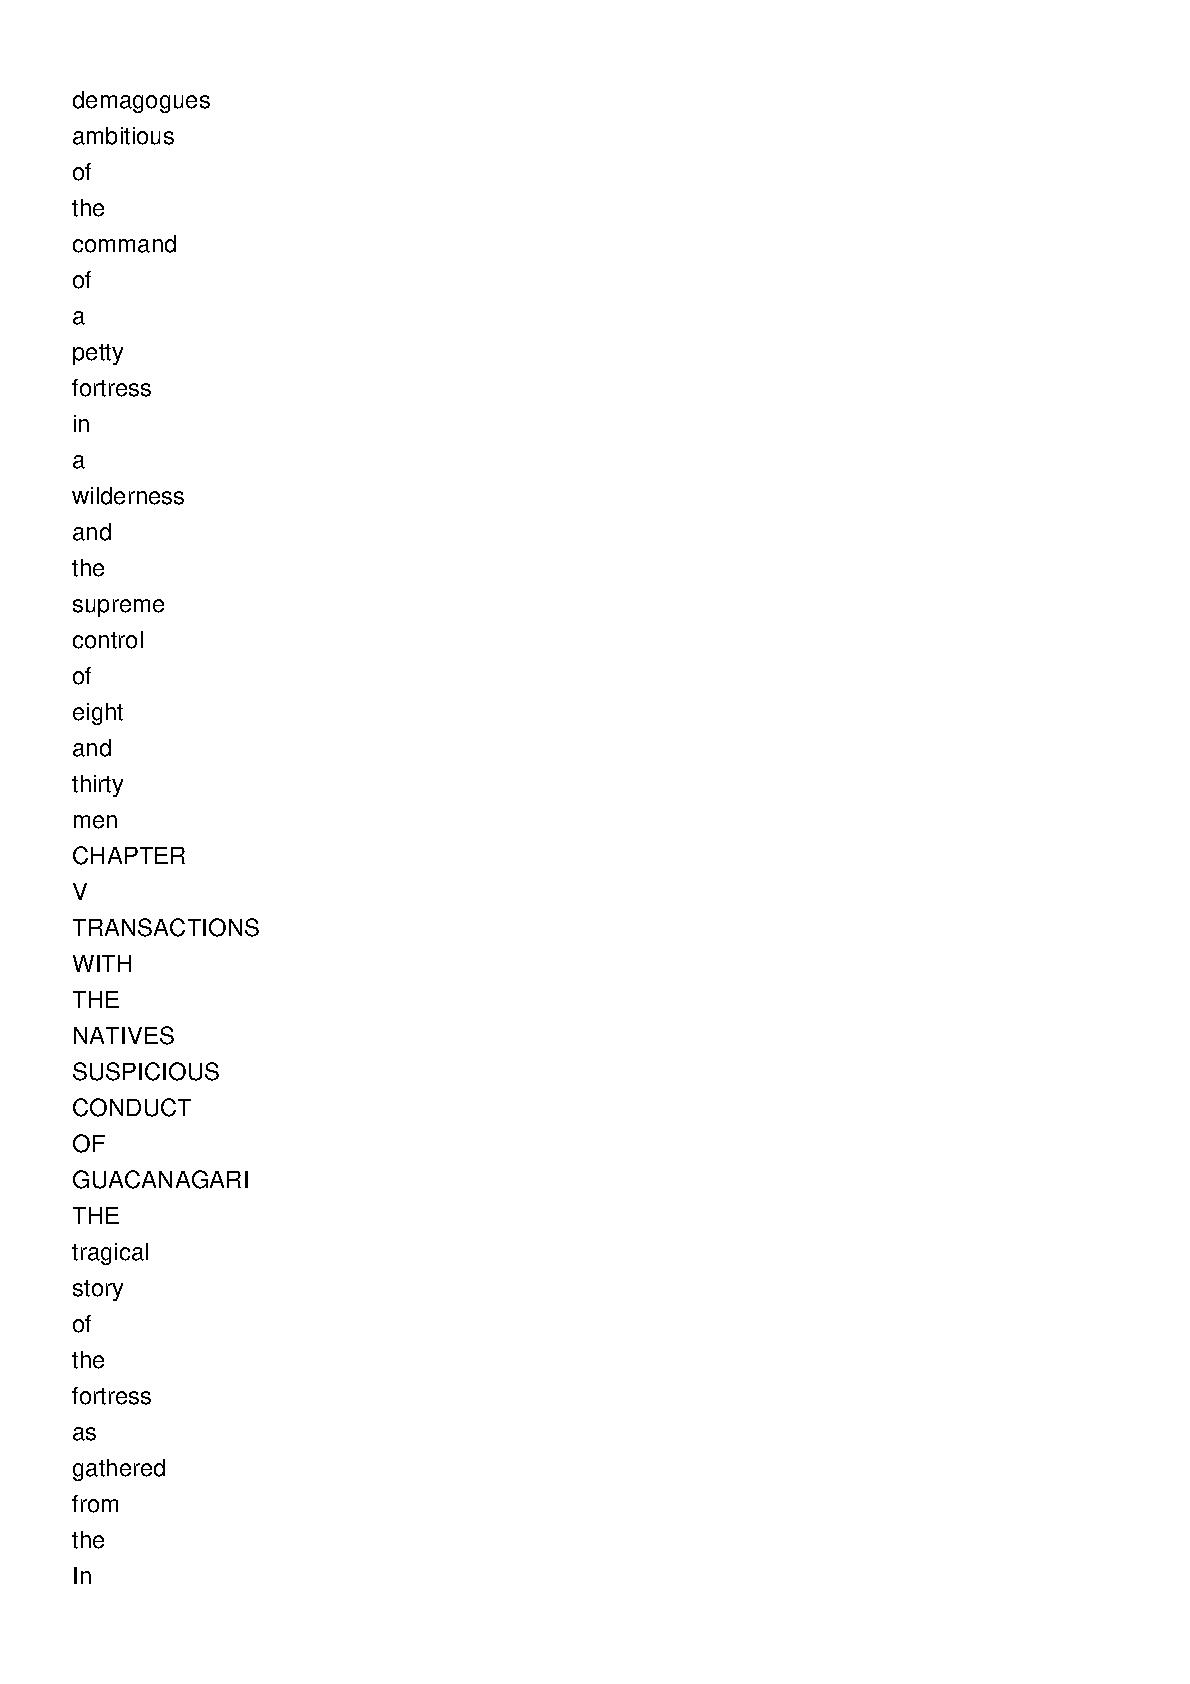 demagogues
ambitious
of
the
command
of
a
petty
fortress
in
a
wilderness
and
the
supreme
control
of
eight
and
thirty
men
CHAPTER
V
TRANSACTIONS
WITH
THE
NATIVES
SUSPICIOUS
CONDUCT
OF
GUACANAGARI
THE
tragical
story
of
the
fortress
as
gathered
from
the
In